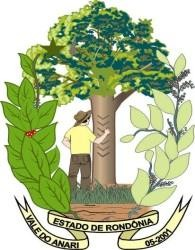 VALE DO ANARI
ESTADO DE RONDÔNIA
05-2001